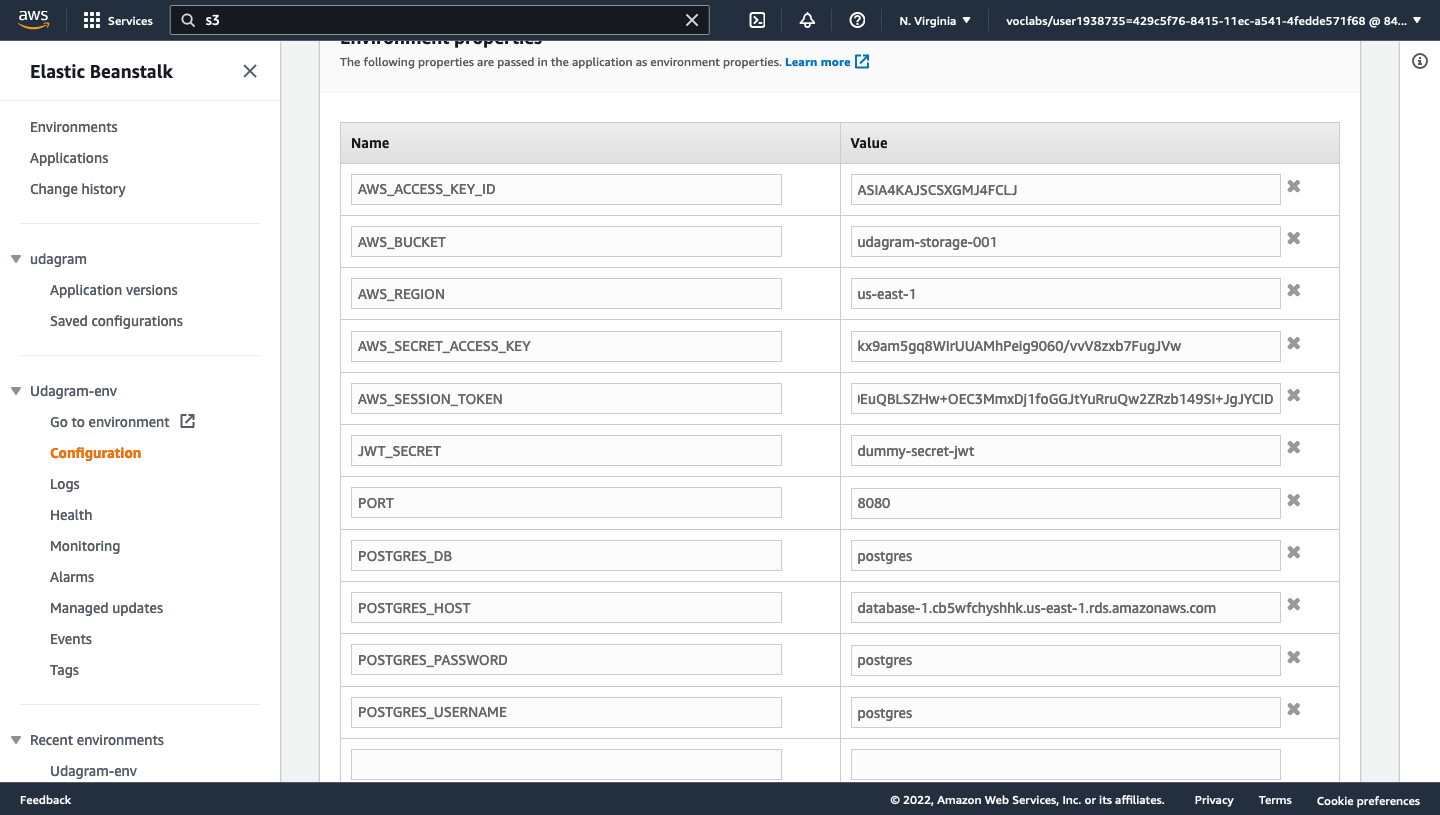 aws
Services
s3
N. Virginia
voclabs/user1938735=429c5f76-8415-11ec-a541-4fedde571f68 @ 84...
Elastic Beanstalk
Environments
Applications
Change history
udagram
Application versions
Saved configurations
Udagram-env
Go to environment
Configuration
Logs
Health
Monitoring
Alarms
Managed updates
Events
Tags
Recent environments
Udagram-env
Environment properties
The following properties are passed in the application as environment properties. Learn more
Name Value
AWS_ACCESS_KEY_ID ASIA4KAJSCSXGMJ4FCLJ
AWS_BUCKET udagram-storage-001
AWS_REGION us-east-1
AWS_SECRET_ACCESS_KEY kx9am5gq8WIrUUAMhPeig9060/vvV8zxb7FugJVw
AWS_SESSION_TOKEN EuQBLSZHw+OEC3MmxDj1foGGJtYuRruQw2ZRzb149SI+JgJYCID
JWT_SECRET dummy-secret-jwt
PORT 8080
POSTGRES_DB postgres
POSTGRES_HOST database-1.cb5wfchyshhk.us-east-1.rds.amazonaws.com
POSTGRES_PASSWORD postgres
POSTGRES_USERNAME postgres
Feedback
© 2022, Amazon Web Services, Inc. or its affiliates.
Privacy
Terms
Cookie preferences